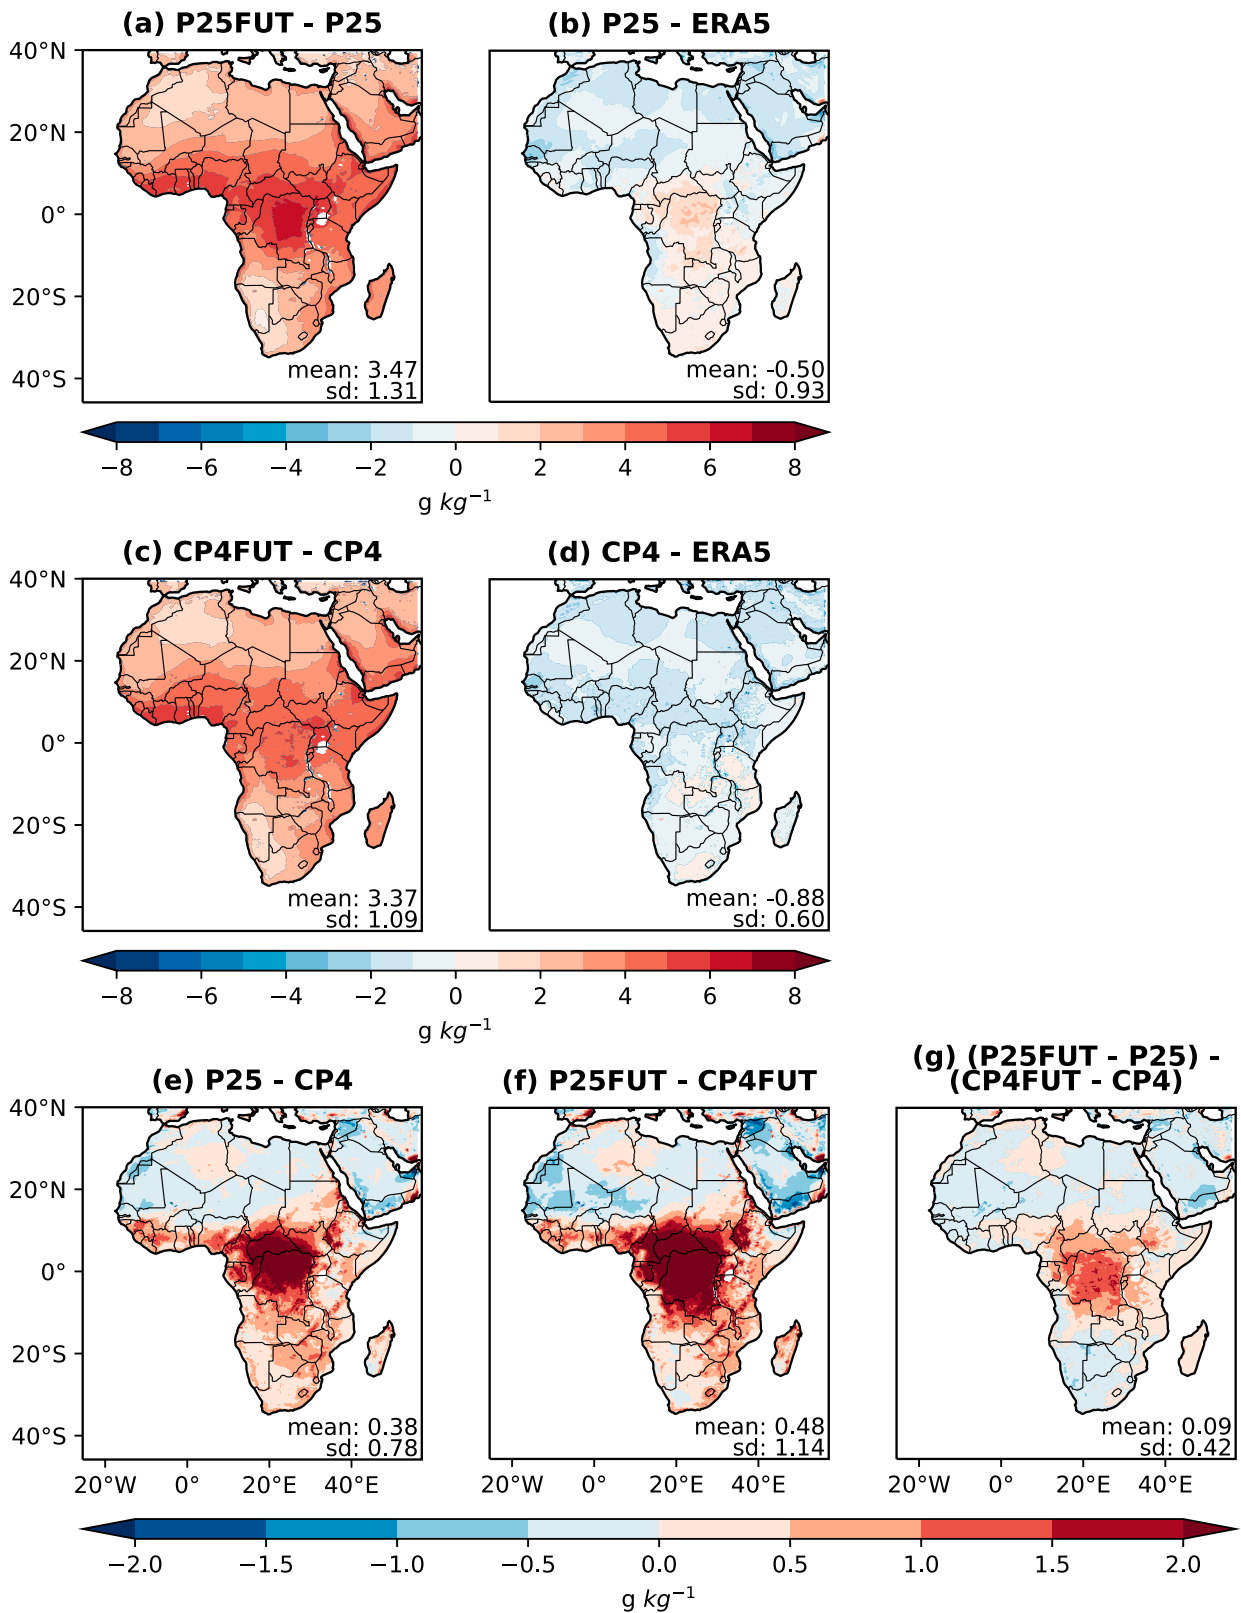 (a) P25FUT - P25
(b) P25 - ERA5
40°N
20°N
0°
20°S
40°S
mean: 3.47
sd: 1.31
mean: -0.50
sd: 0.93
−8 −6 −4 −2 0 2 4 6 8
g kg⁻¹
(c) CP4FUT - CP4
(d) CP4 - ERA5
40°N
20°N
0°
20°S
40°S
mean: 3.37
sd: 1.09
mean: -0.88
sd: 0.60
−8 −6 −4 −2 0 2 4 6 8
g kg⁻¹
(e) P25 - CP4
(f) P25FUT - CP4FUT
(g) (P25FUT - P25) -
(CP4FUT - CP4)
40°N
20°N
0°
20°S
40°S
mean: 0.38
sd: 0.78
mean: 0.48
sd: 1.14
mean: 0.09
sd: 0.42
20°W 0° 20°E 40°E
20°W 0° 20°E 40°E
20°W 0° 20°E 40°E
−2.0 −1.5 −1.0 −0.5 0.0 0.5 1.0 1.5 2.0
g kg⁻¹